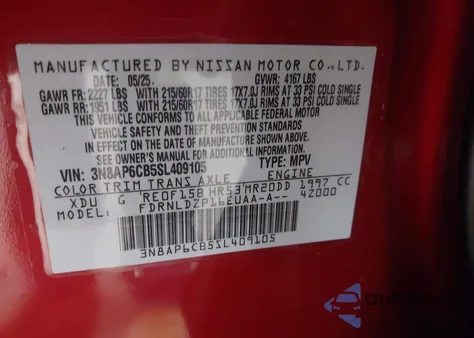 MANUFACTURED BY NISSAN MOTOR CO., LTD.
DATE: 05/25. GVWR: 4167 LBS
GAWR FR: 2227 LBS WITH 215/60R17 TIRES 17X7.0J RIMS AT 33 PSI COLD SINGLE
GAWR RR: 1951 LBS WITH 215/60R17 TIRES 17X7.0J RIMS AT 33 PSI COLD SINGLE
THIS VEHICLE CONFORMS TO ALL APPLICABLE FEDERAL MOTOR
VEHICLE SAFETY AND THEFT PREVENTION STANDARDS
IN EFFECT ON THE DATE OF MANUFACTURE SHOWN ABOVE.
SEE OWNER'S MANUAL FOR ADDITIONAL INFORMATION
VIN: 3N8AP6CB5SL409105 TYPE: MPV
COLOR TRIM TRANS AXLE ENGINE
XDU G RE0F15B HR53 MR20DD 1997 CC
MODEL: FDRNLDZP16EUAA-A-- 42000
3N8AP6CB5SL409105